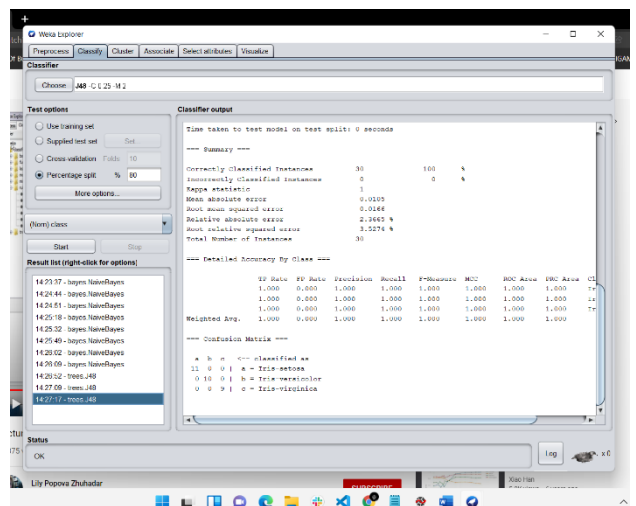 Weka Explorer
Preprocess Classify Cluster Associate Select attributes Visualize
Classifier
Choose J48 -C 0.25 -M 2
Test options
Use training set
Supplied test set Set...
Cross-validation Folds 10
Percentage split % 80
More options...
(Nom) class
Start Stop
Result list (right-click for options)
14:23:37 - bayes.NaiveBayes
14:24:44 - bayes.NaiveBayes
14:24:51 - bayes.NaiveBayes
14:25:18 - bayes.NaiveBayes
14:25:32 - bayes.NaiveBayes
14:25:49 - bayes.NaiveBayes
14:26:02 - bayes.NaiveBayes
14:26:09 - bayes.NaiveBayes
14:26:52 - trees.J48
14:27:09 - trees.J48
14:27:17 - trees.J48
Classifier output
Time taken to test model on test split: 0 seconds
=== Summary ===
Correctly Classified Instances 30 100 %
Incorrectly Classified Instances 0 0 %
Kappa statistic 1
Mean absolute error 0.0105
Root mean squared error 0.0166
Relative absolute error 2.3665 %
Root relative squared error 3.5274 %
Total Number of Instances 30
=== Detailed Accuracy By Class ===
TP Rate FP Rate Precision Recall F-Measure MCC ROC Area PRC Area Cl
1.000 0.000 1.000 1.000 1.000 1.000 1.000 1.000 Ir
1.000 0.000 1.000 1.000 1.000 1.000 1.000 1.000 Ir
1.000 0.000 1.000 1.000 1.000 1.000 1.000 1.000 Ir
Weighted Avg. 1.000 0.000 1.000 1.000 1.000 1.000 1.000 1.000
=== Confusion Matrix ===
a b c <-- classified as
11 0 0 | a = Iris-setosa
0 10 0 | b = Iris-versicolor
0 0 9 | c = Iris-virginica
Status
OK
Log x 0
Lily Popova Zhuhadar